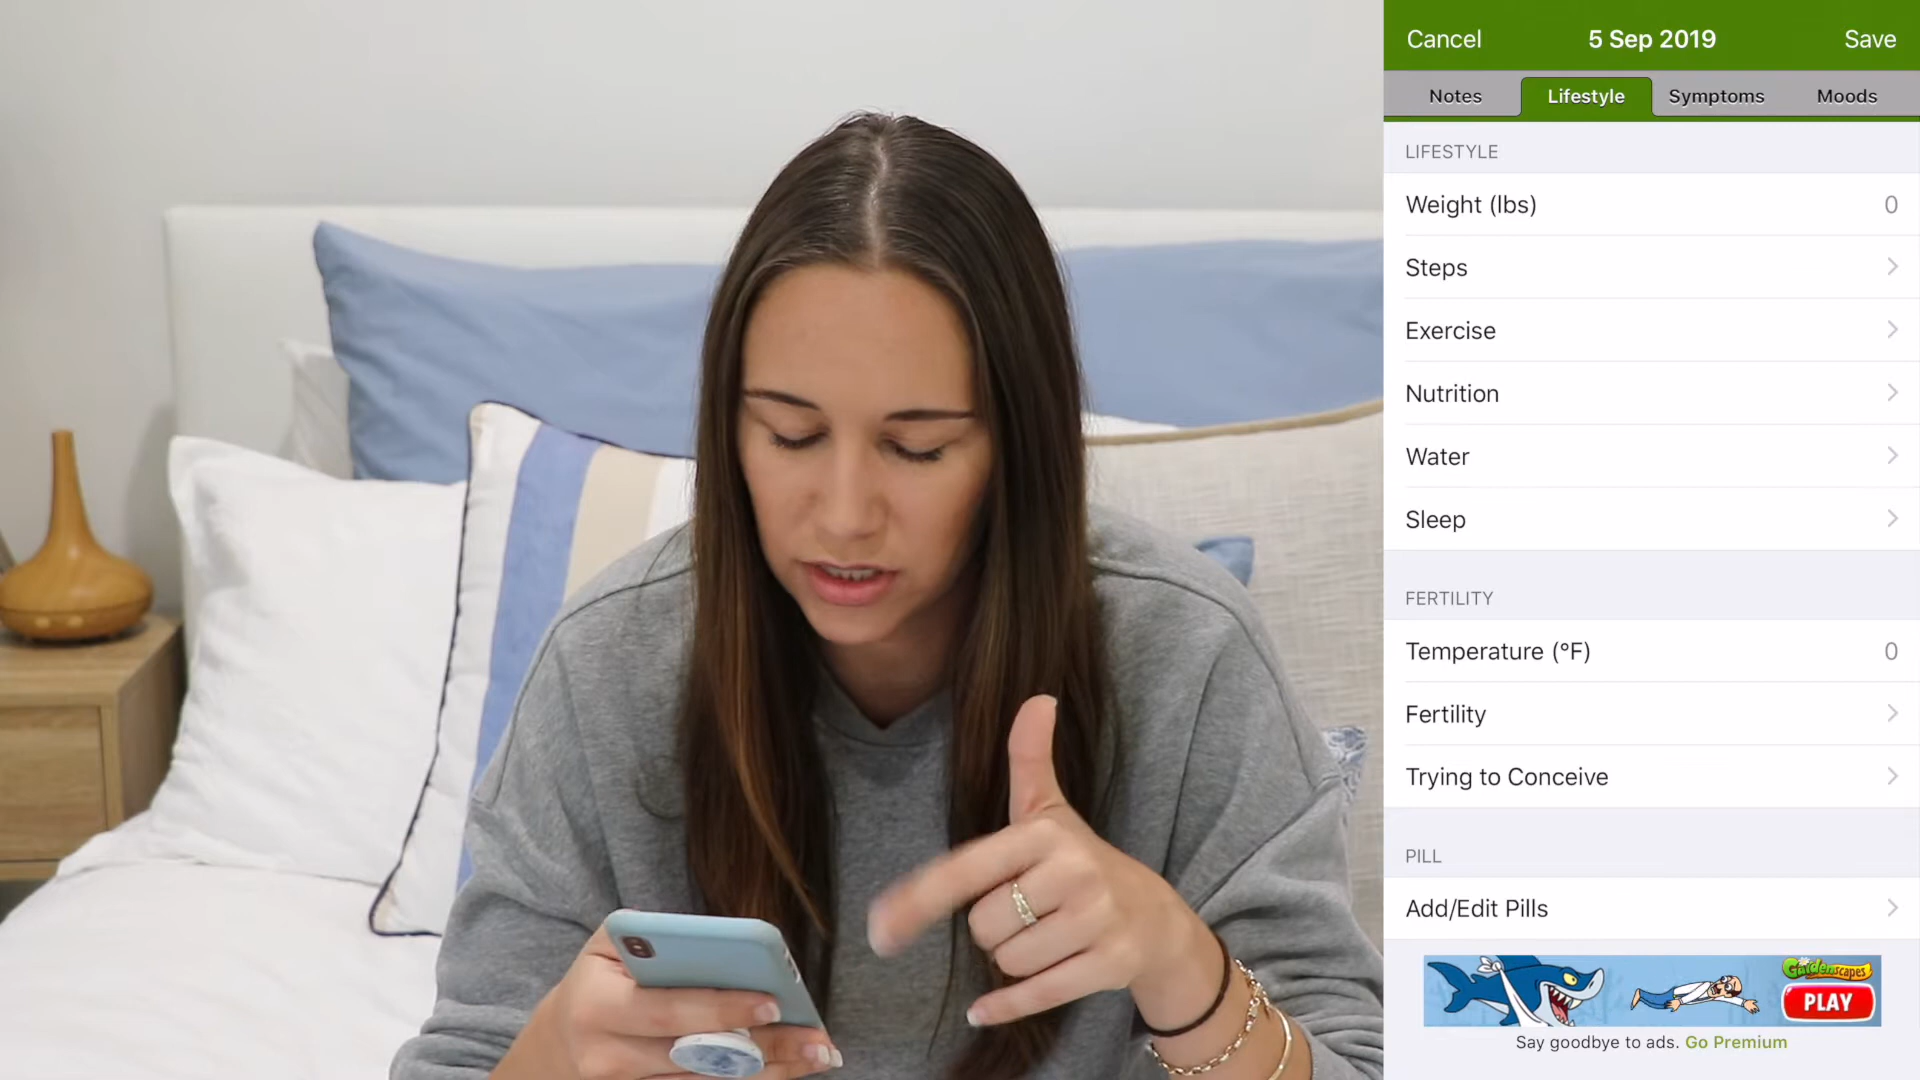 Cancel 5 Sep 2019 Save
Notes Lifestyle Symptoms Moods
LIFESTYLE
Weight (lbs) 0
Steps
Exercise
Nutrition
Water
Sleep
FERTILITY
Temperature (°F) 0
Fertility
Trying to Conceive
PILL
Add/Edit Pills
Gardenscapes
PLAY
Say goodbye to ads. Go Premium